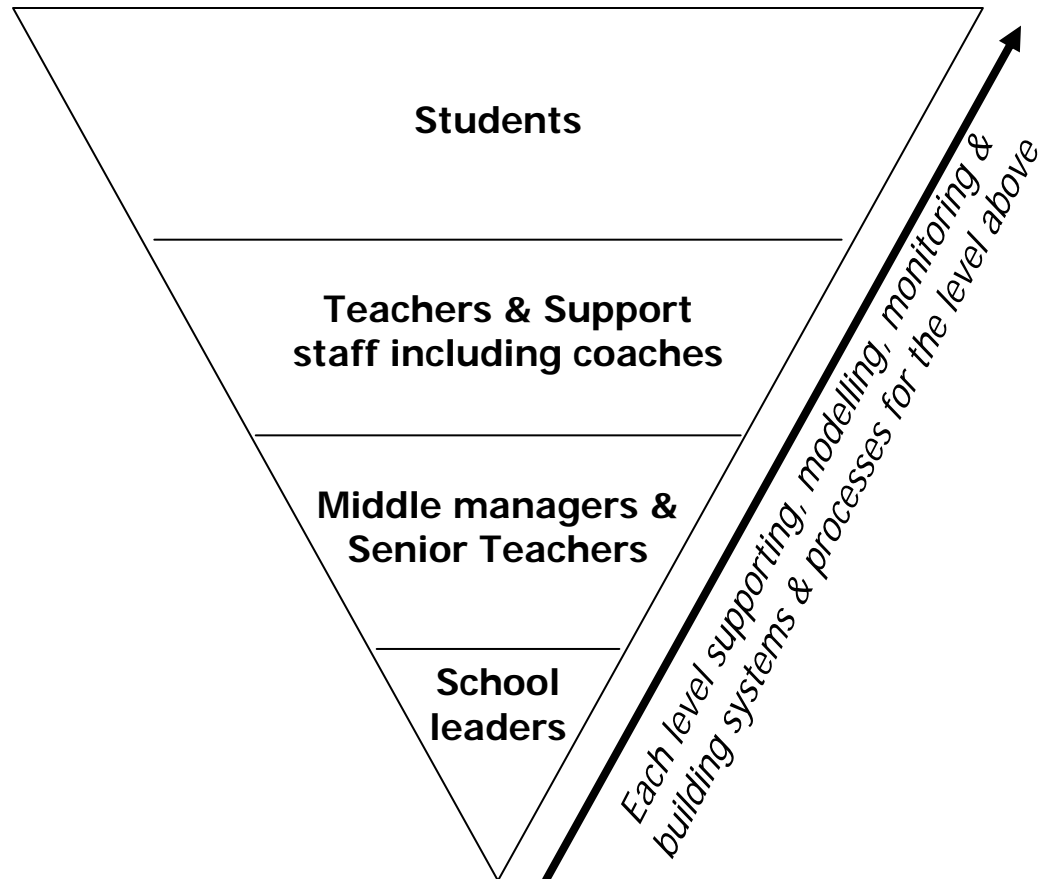 Students
Teachers & Support
staff including coaches
Middle managers &
Senior Teachers
School
leaders
Each level supporting, modelling, monitoring &
building systems & processes for the level above